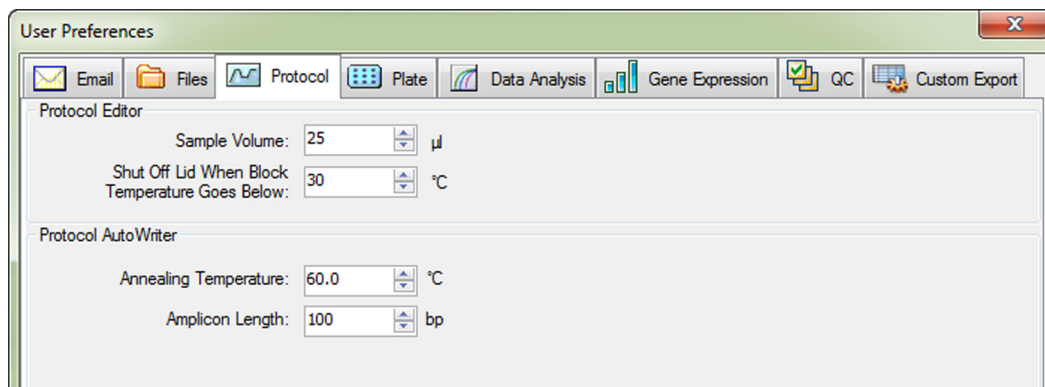 User Preferences
Email Files Protocol Plate Data Analysis Gene Expression QC Custom Export
Protocol Editor
Sample Volume: 25 µl
Shut Off Lid When Block
Temperature Goes Below: 30 °C
Protocol AutoWriter
Annealing Temperature: 60.0 °C
Amplicon Length: 100 bp